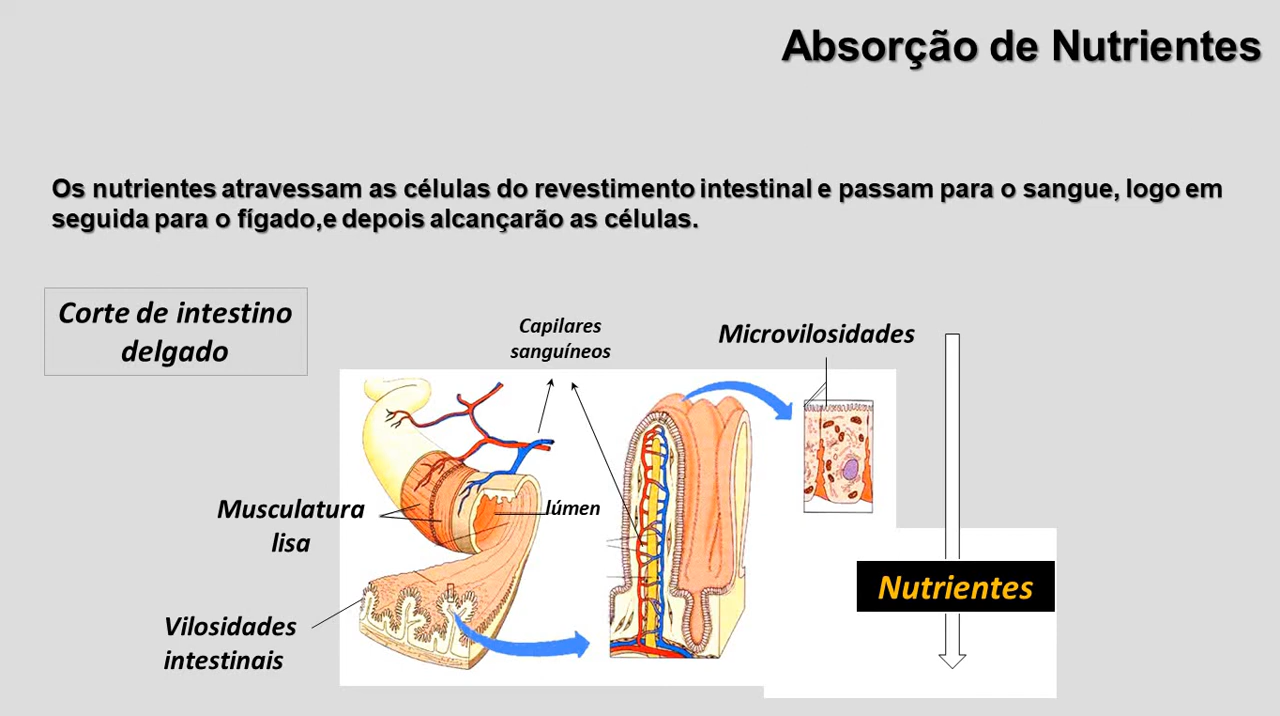 Absorção de Nutrientes
Os nutrientes atravessam as células do revestimento intestinal e passam para o sangue, logo em
seguida para o fígado,e depois alcançarão as células.
Corte de intestino
delgado
Capilares
sanguíneos
Microvilosidades
Musculatura
lisa
lúmen
Nutrientes
Vilosidades
intestinais